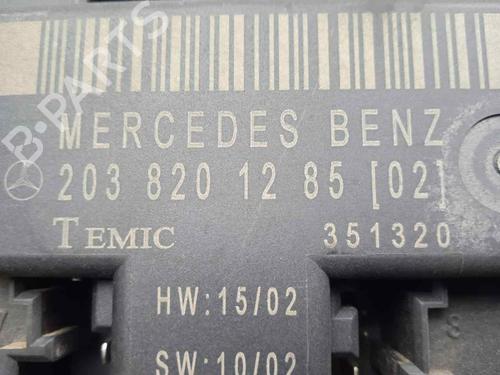 B-PARTS
MERCEDES BENZ
203 820 12 85 [02]
TEMIC 351320
HW:15/02
SW:10/02